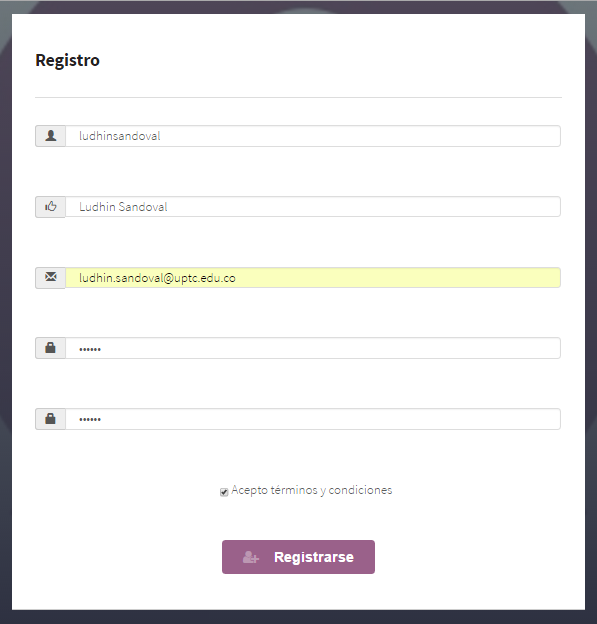 Registro
ludhinsandoval
Ludhin Sandoval
ludhin.sandoval@uptc.edu.co
••••••
••••••
Acepto términos y condiciones
Registrarse